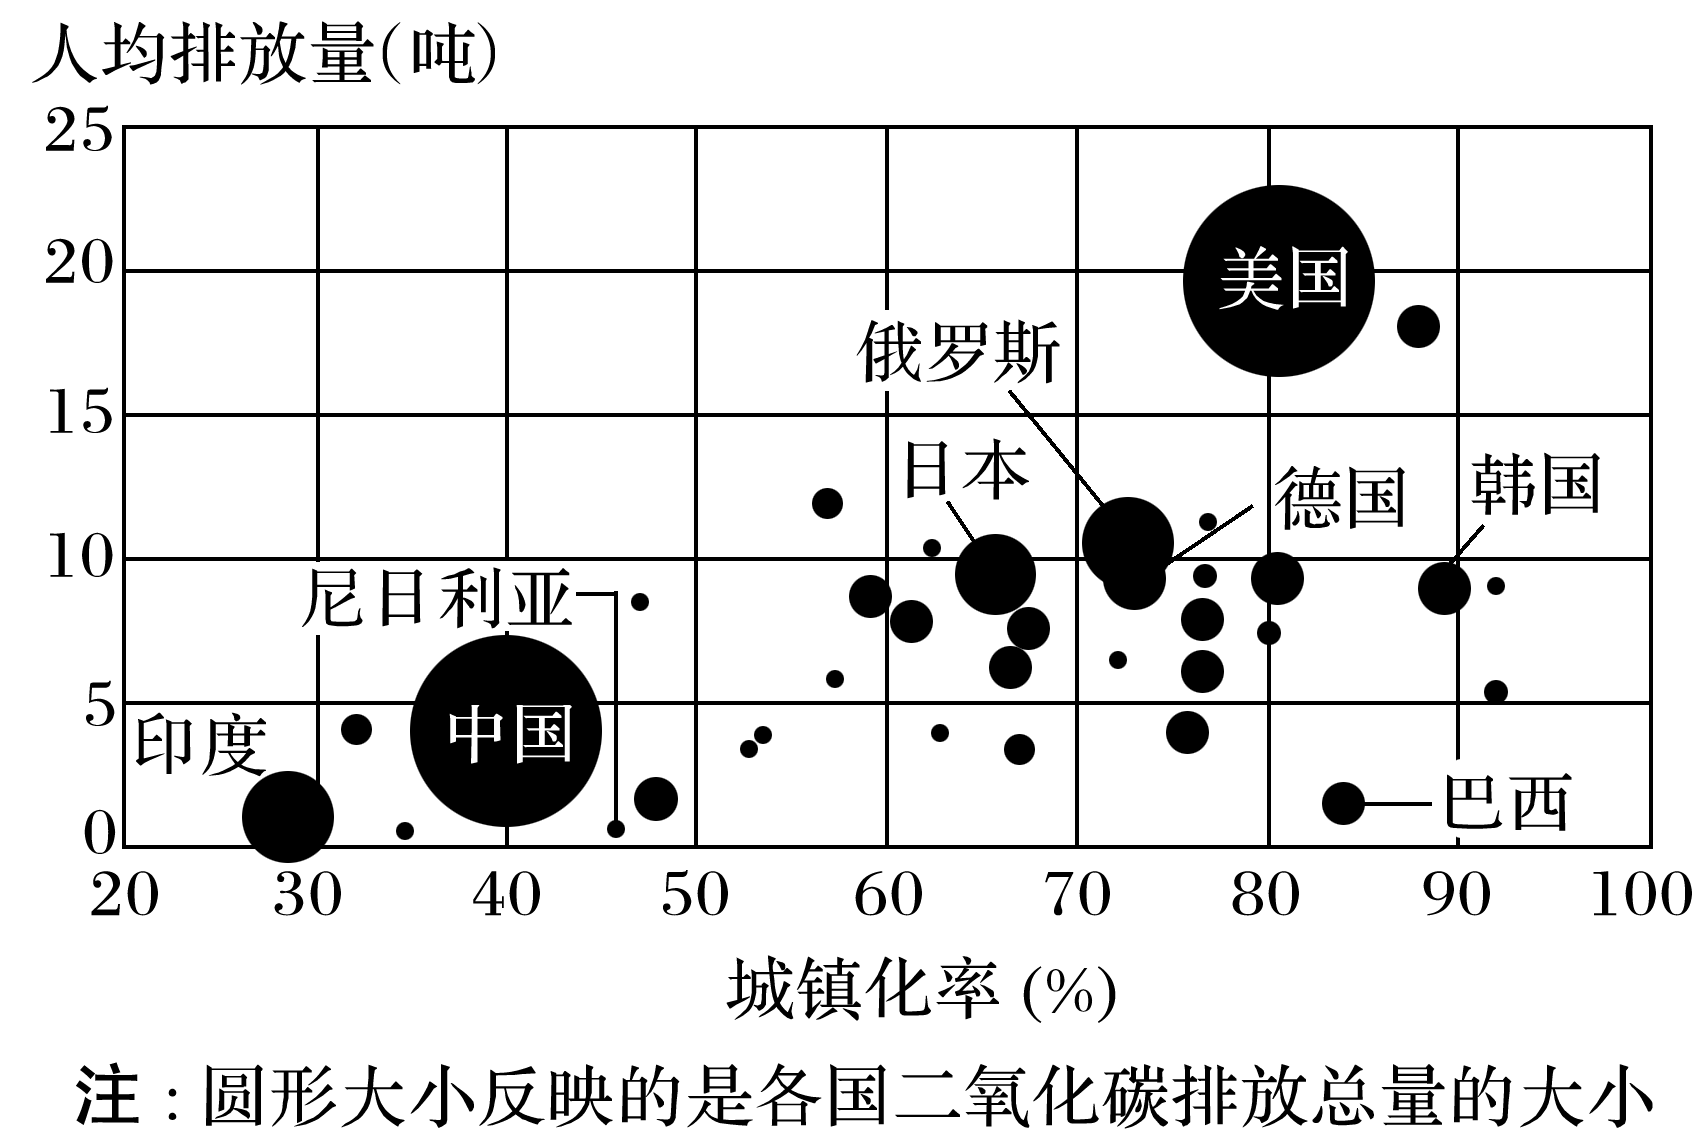 人均排放量(吨)
25
20
15
10
5
0
美国
俄罗斯
日本
德国
韩国
尼日利亚
中国
印度
巴西
20 30 40 50 60 70 80 90 100
城镇化率 (%)
注:圆形大小反映的是各国二氧化碳排放总量的大小